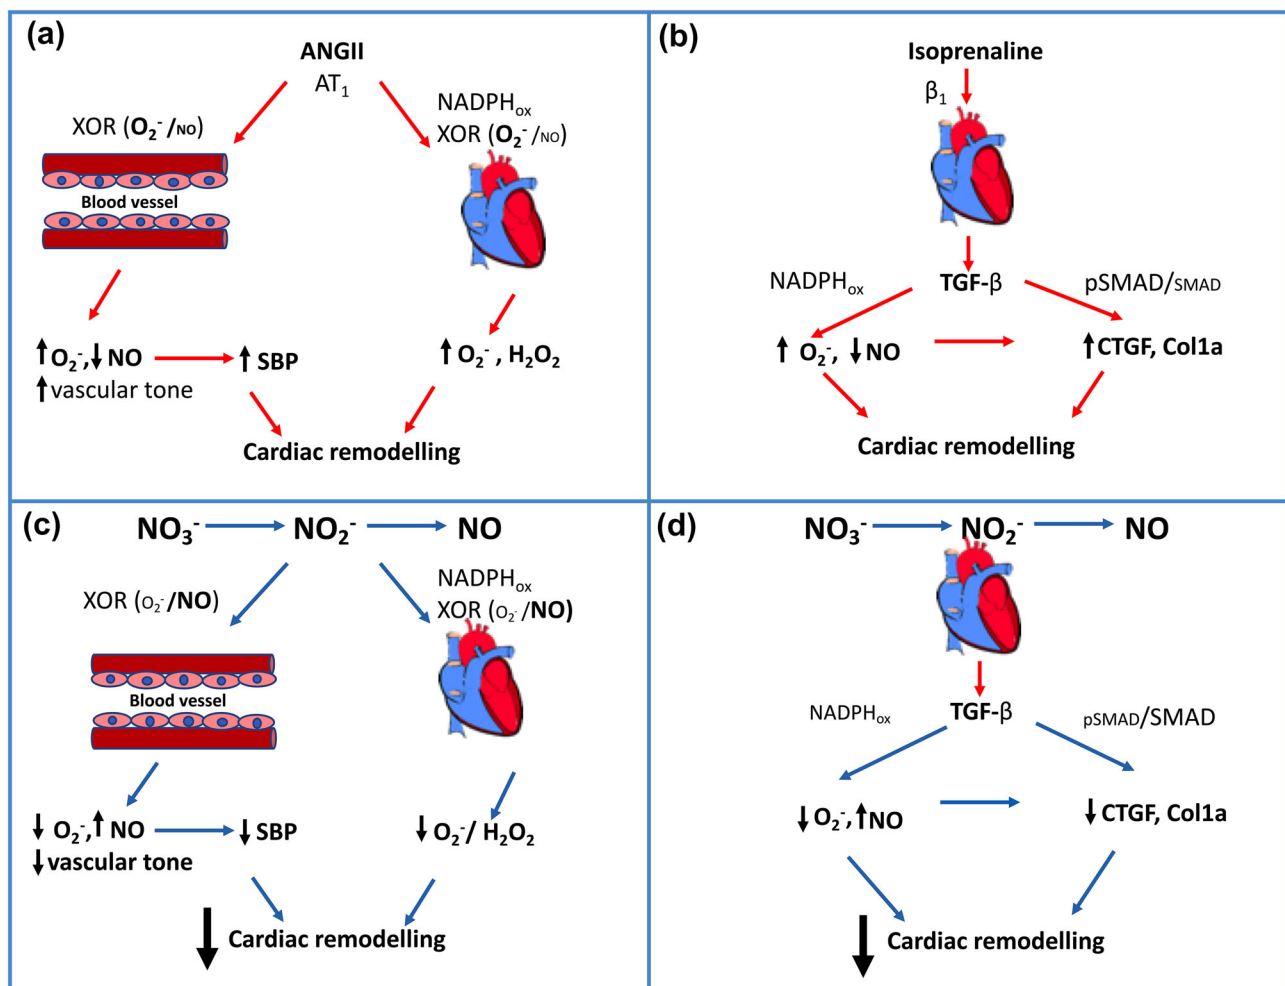 (a)
ANGII
AT₁
XOR (O₂⁻/NO)
NADPHₒₓ
XOR (O₂⁻/NO)
Blood vessel
O₂⁻, NO
vascular tone
SBP
O₂⁻, H₂O₂
Cardiac remodelling
(b)
Isoprenaline
β₁
NADPHₒₓ
TGF-β
pSMAD/SMAD
O₂⁻, NO
CTGF, Col1a
Cardiac remodelling
(c)
NO₃⁻ NO₂⁻ NO
XOR (O₂⁻/NO)
NADPHₒₓ
XOR (O₂⁻/NO)
Blood vessel
O₂⁻, NO
vascular tone
SBP
O₂⁻/ H₂O₂
Cardiac remodelling
(d)
NO₃⁻ NO₂⁻ NO
NADPHₒₓ
TGF-β
pSMAD/SMAD
O₂⁻, NO
CTGF, Col1a
Cardiac remodelling